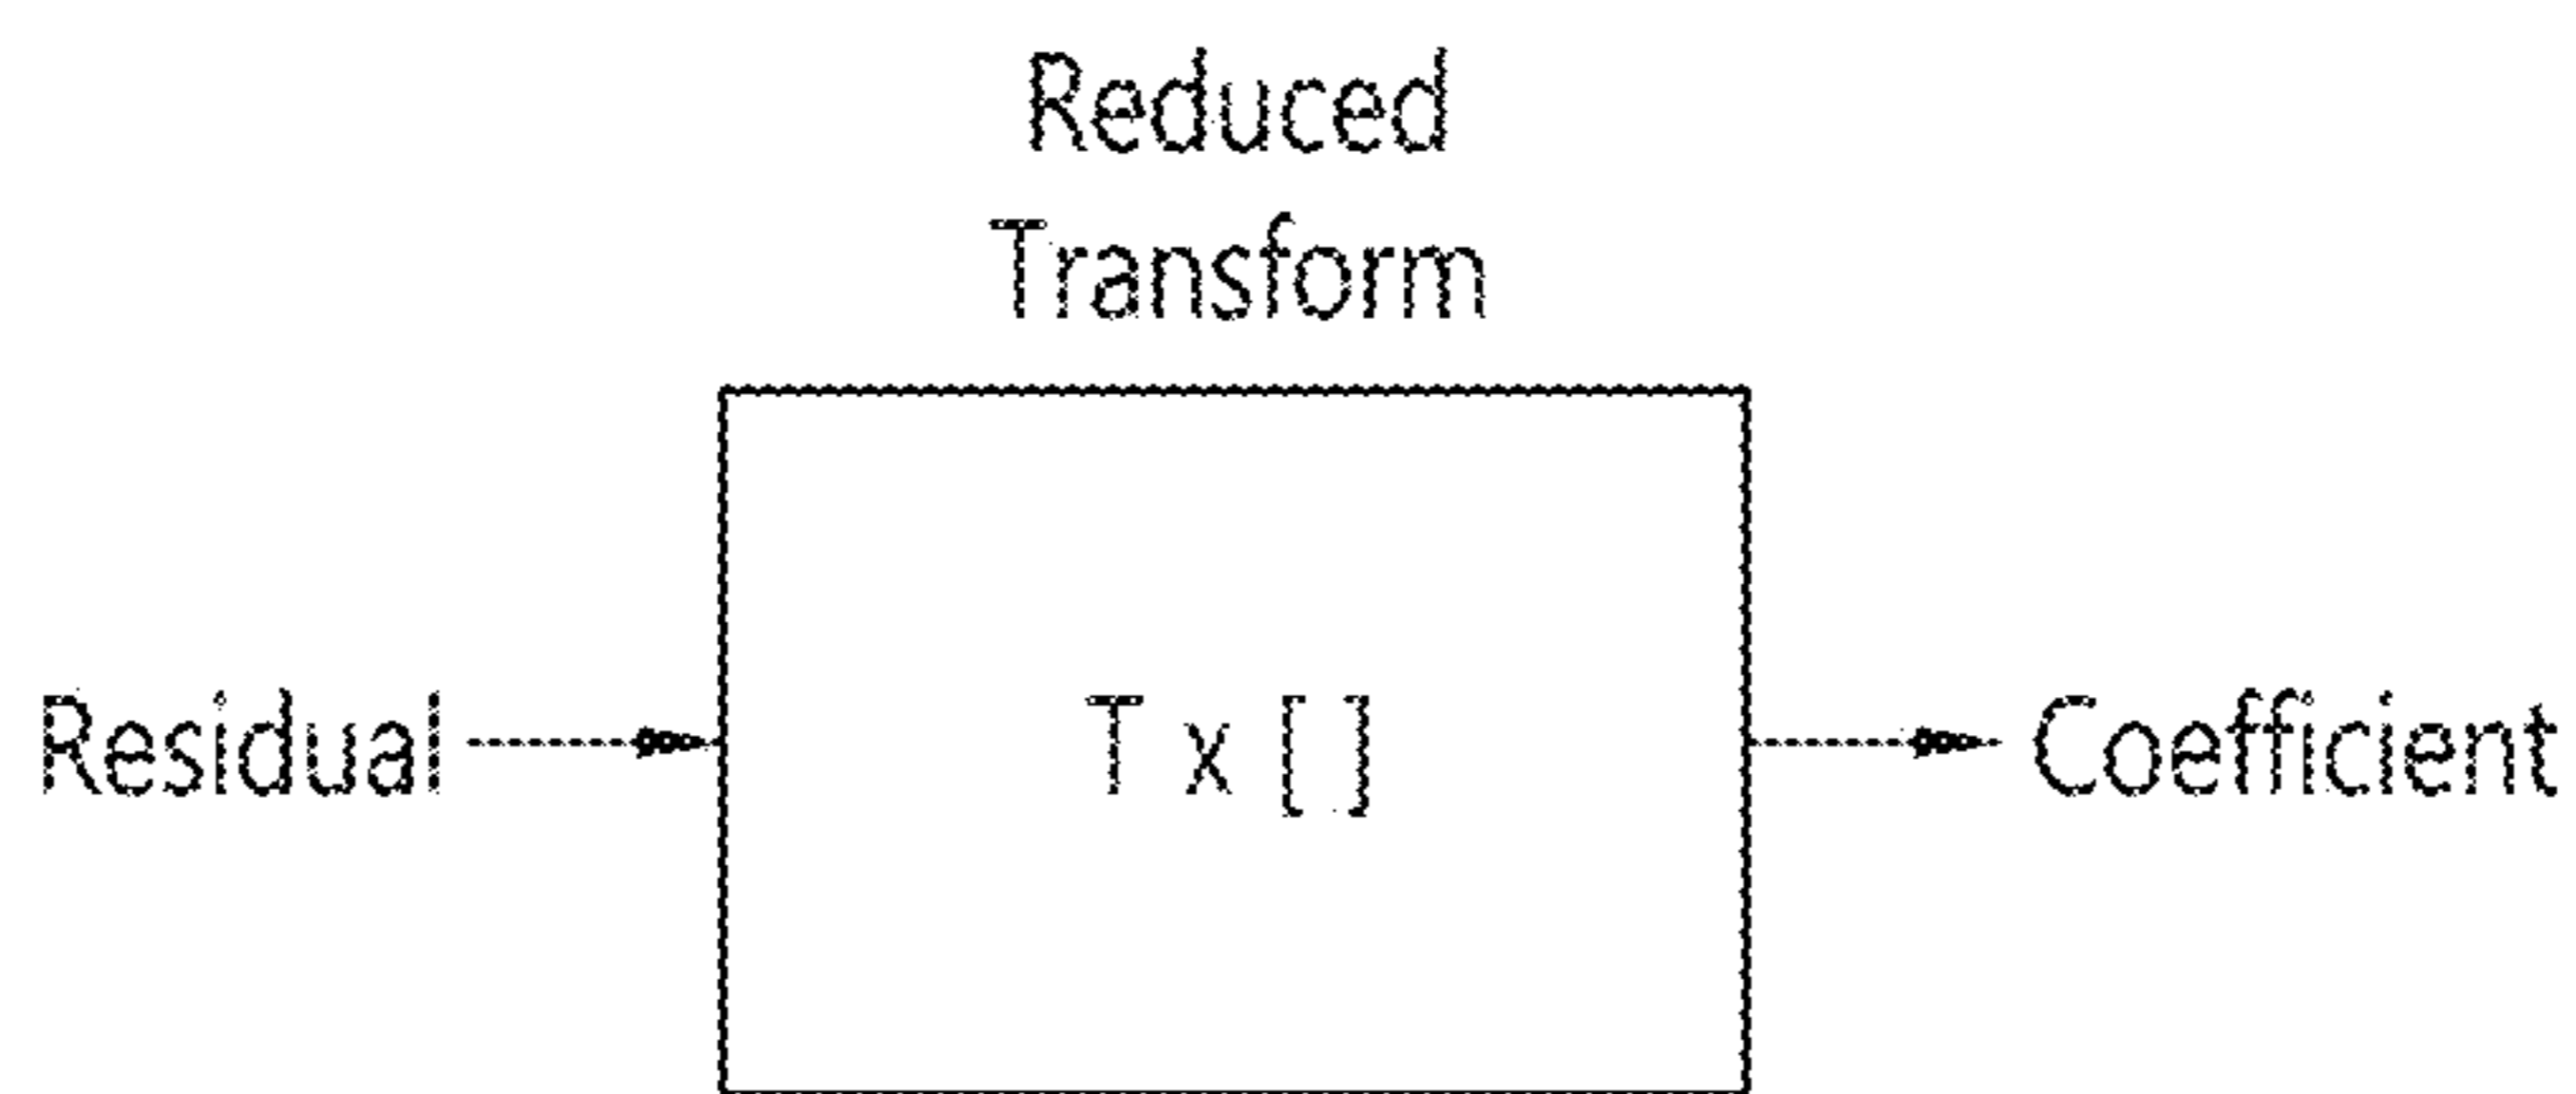 Reduced
Transform
Residual
T x [ ]
Coefficient